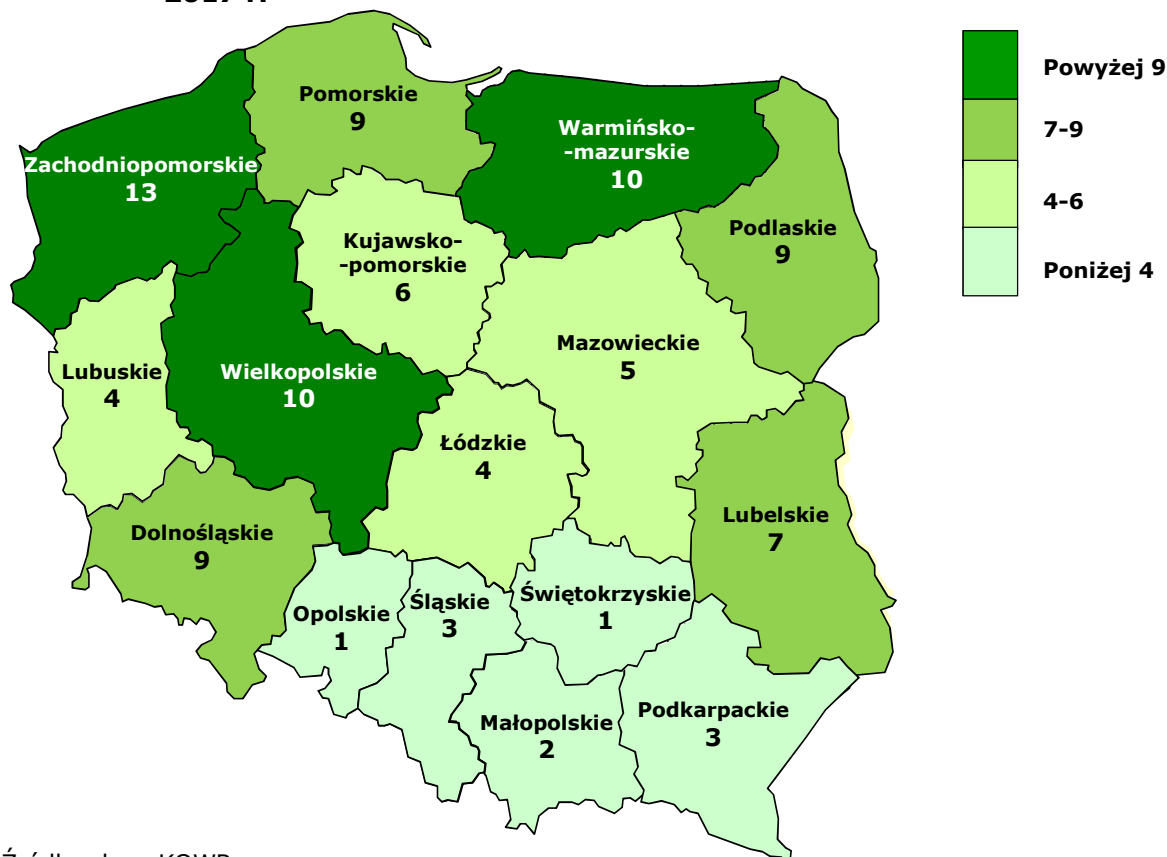 Pomorskie
9
Warmińsko-
-mazurskie
10
Zachodniopomorskie
13
Podlaskie
9
Kujawsko-
-pomorskie
6
Mazowieckie
5
Lubuskie
4
Wielkopolskie
10
Łódzkie
4
Lubelskie
7
Dolnośląskie
9
Opolskie
1
Śląskie
3
Świętokrzyskie
1
Małopolskie
2
Podkarpackie
3
Powyżej 9
7-9
4-6
Poniżej 4